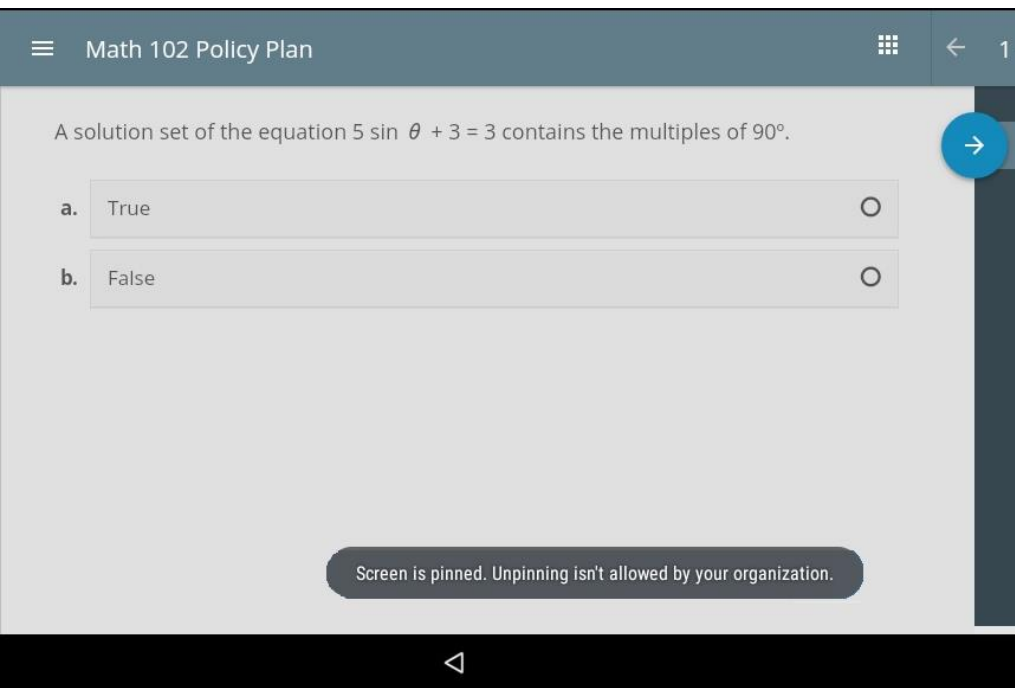 Math 102 Policy Plan
1
A solution set of the equation 5 sin θ + 3 = 3 contains the multiples of 90º.
a. True
b. False
Screen is pinned. Unpinning isn't allowed by your organization.